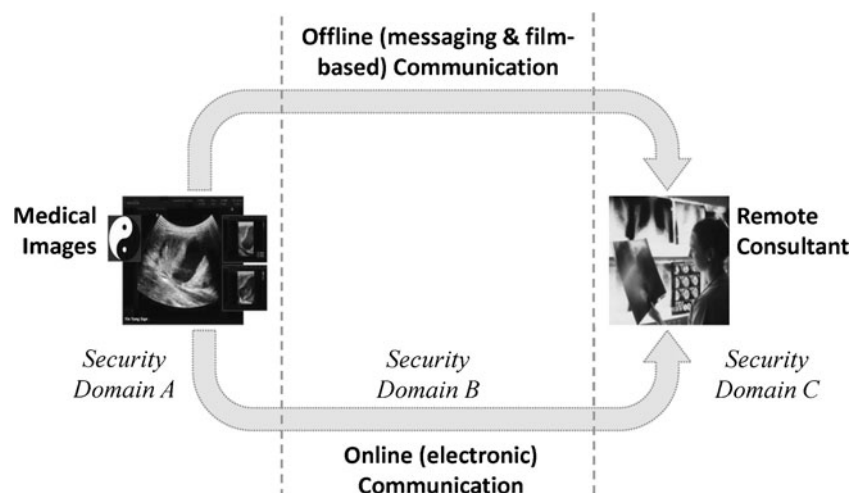 Offline (messaging & film-
based) Communication
Medical
Images
Remote
Consultant
Security
Domain A
Security
Domain B
Security
Domain C
Online (electronic)
Communication